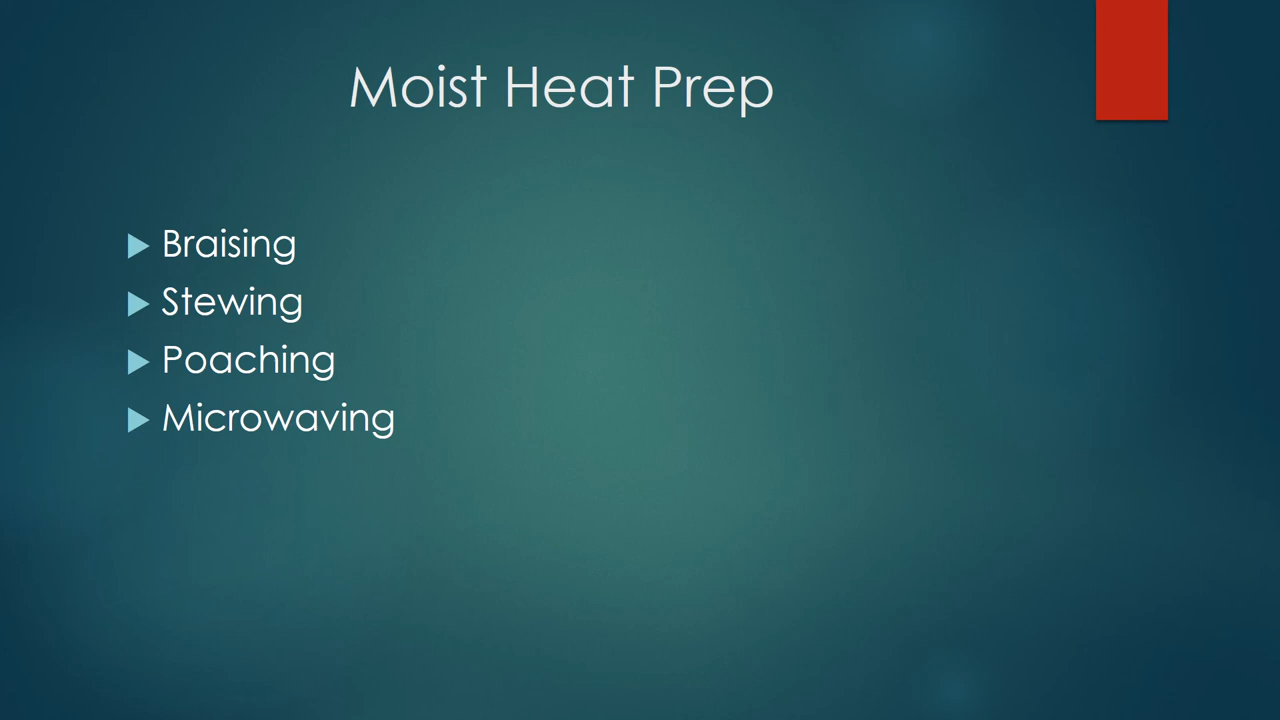 Moist Heat Prep
Braising
Stewing
Poaching
Microwaving